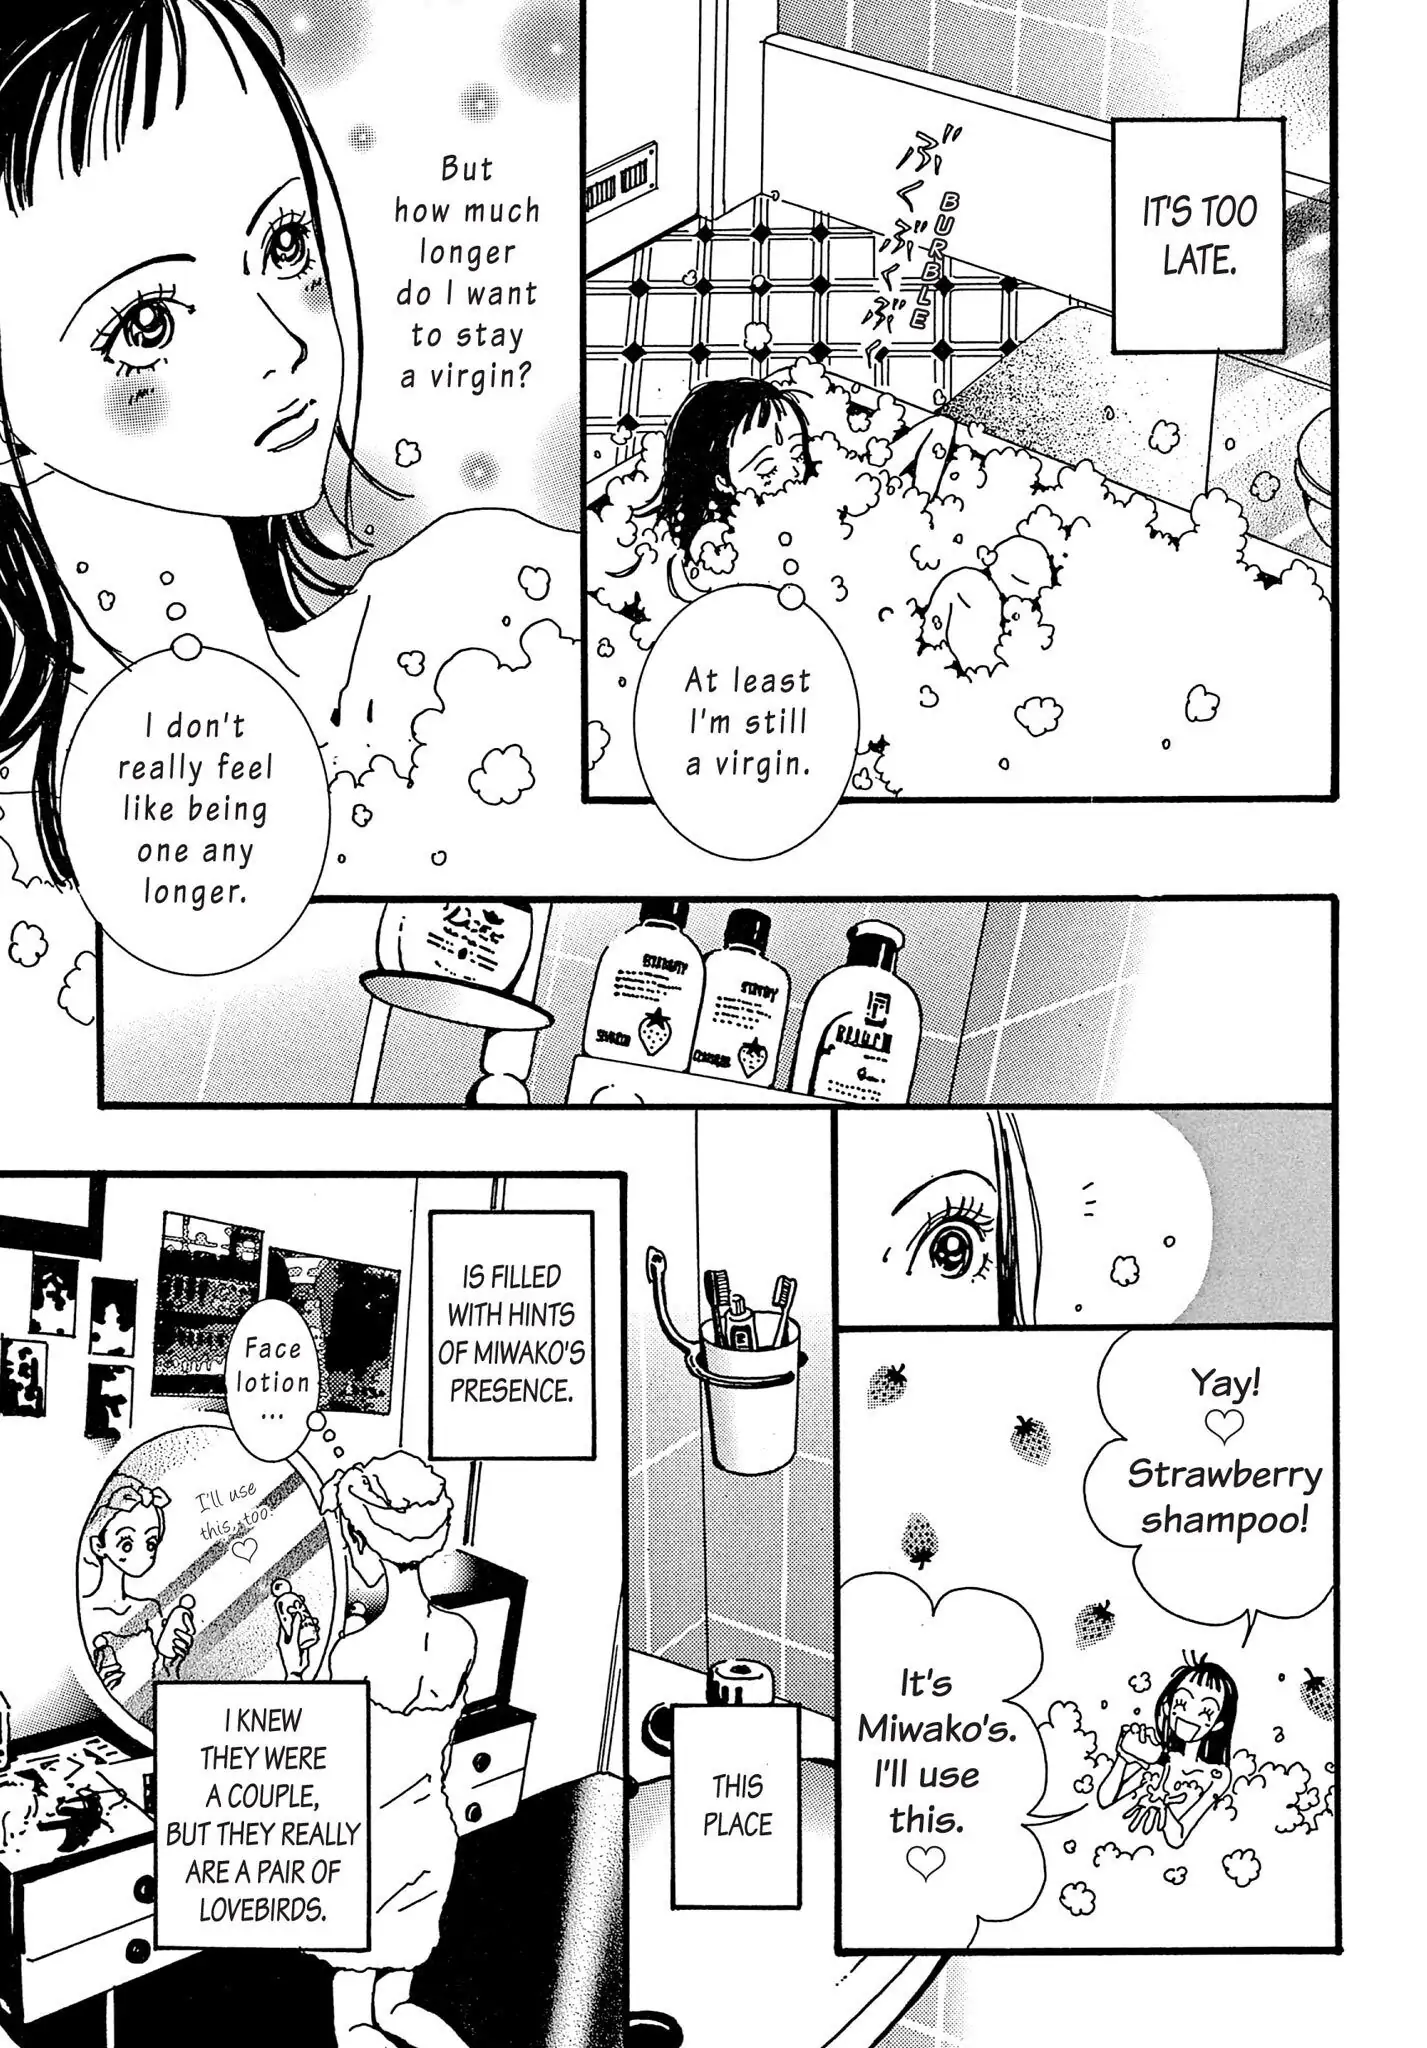 IT'S TOO
LATE.
ぶくぶくぶく
BURBLE
At least
I'm still
a virgin.
But
how much
longer
do I want
to stay
a virgin?
I don't
really feel
like being
one any
longer.
Yay!
♡
Strawberry
shampoo!
It's
Miwako's.
I'll use
this.
♡
THIS
PLACE
IS FILLED
WITH HINTS
OF MIWAKO'S
PRESENCE.
Face
lotion
...
I'll use
this, too!
♡
I KNEW
THEY WERE
A COUPLE,
BUT THEY REALLY
ARE A PAIR OF
LOVEBIRDS.